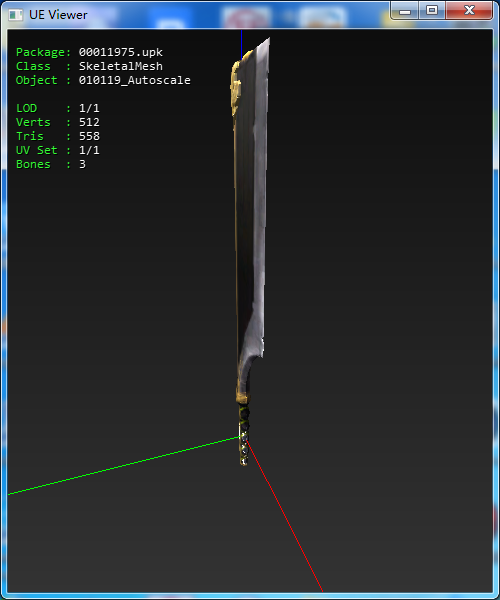 UE Viewer
Package: 00011975.upk
Class  : SkeletalMesh
Object : 010119_Autoscale
LOD    : 1/1
Verts  : 512
Tris   : 558
UV Set : 1/1
Bones  : 3